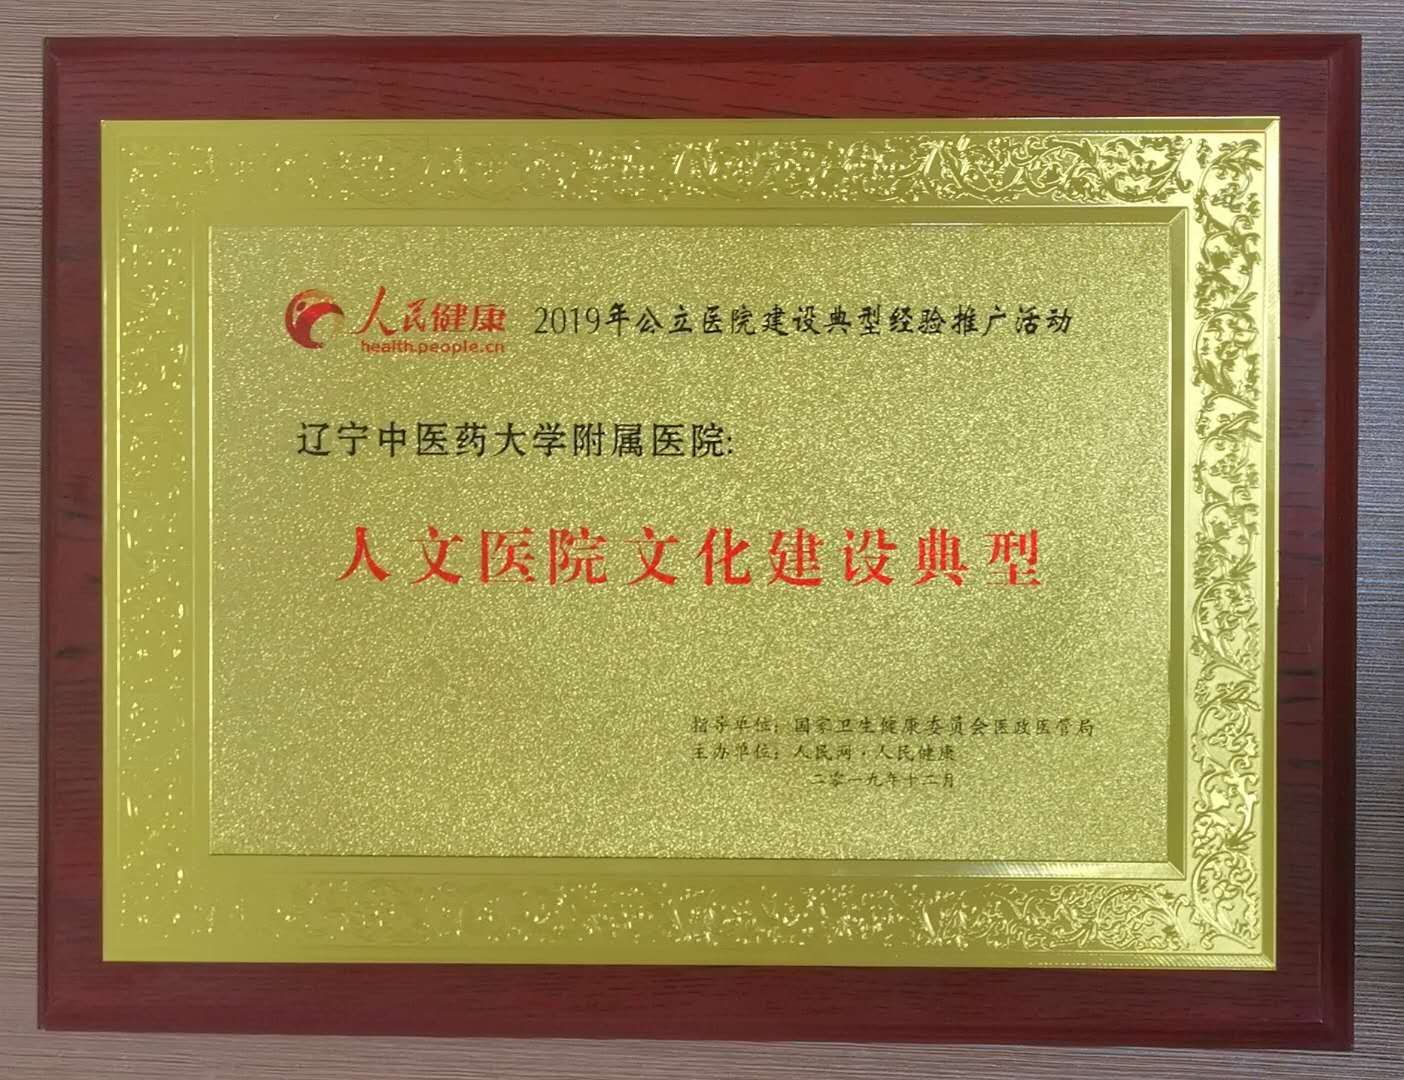 人民健康 2019年公立医院建设典型经验推广活动
health.people.cn
辽宁中医药大学附属医院:
人文医院文化建设典型
指导单位：国家卫生健康委员会医政医管局
主办单位：人民网·人民健康
二零一九年十二月